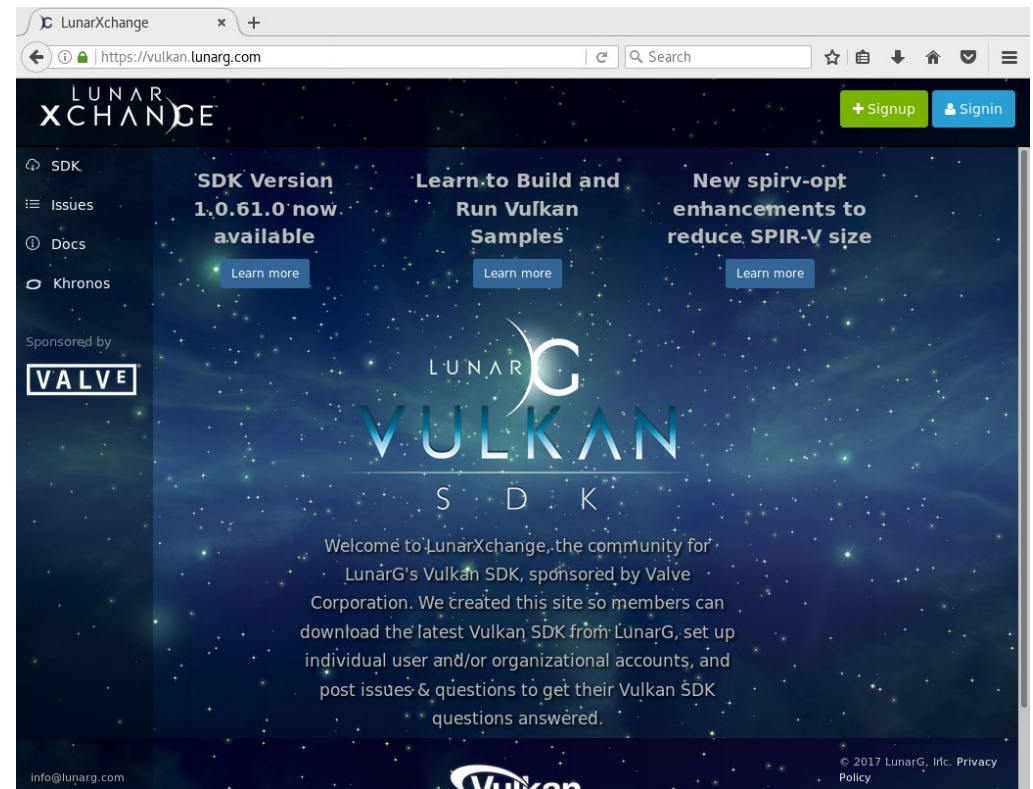 LunarXchange
https://vulkan.lunarg.com
Search
LUNAR
XCHANGE
Signup
Signin
SDK
Issues
Docs
Khronos
Sponsored by
VALVE
SDK Version
1.0.61.0 now
available
Learn more
Learn to Build and
Run Vulkan
Samples
Learn more
New spirv-opt
enhancements to
reduce SPIR-V size
Learn more
LUNAR G
VULKAN
SDK
Welcome to LunarXchange, the community for
LunarG's Vulkan SDK, sponsored by Valve
Corporation. We created this site so members can
download the latest Vulkan SDK from LunarG, set up
individual user and/or organizational accounts, and
post issues & questions to get their Vulkan SDK
questions answered.
info@lunarg.com
Vulkan
© 2017 LunarG, Inc. Privacy
Policy